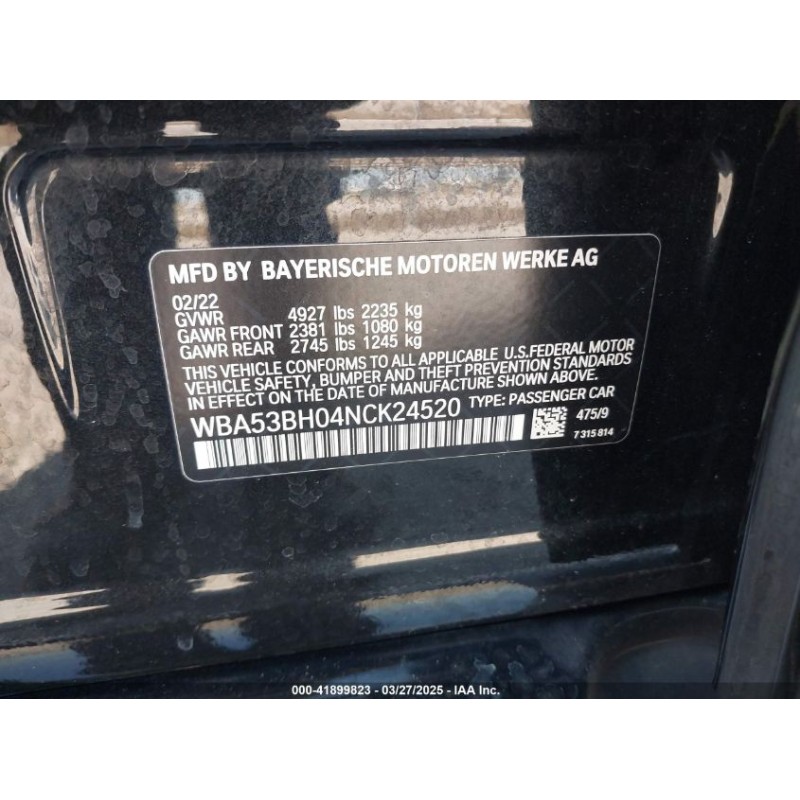 MFD BY BAYERISCHE MOTOREN WERKE AG
02/22
GVWR 4927 lbs 2235 kg
GAWR FRONT 2381 lbs 1080 kg
GAWR REAR 2745 lbs 1245 kg
THIS VEHICLE CONFORMS TO ALL APPLICABLE U.S.FEDERAL MOTOR
VEHICLE SAFETY, BUMPER AND THEFT PREVENTION STANDARDS
IN EFFECT ON THE DATE OF MANUFACTURE SHOWN ABOVE.
WBA53BH04NCK24520 TYPE: PASSENGER CAR
475/9
7315814
000-41899823 - 03/27/2025 - IAA Inc.